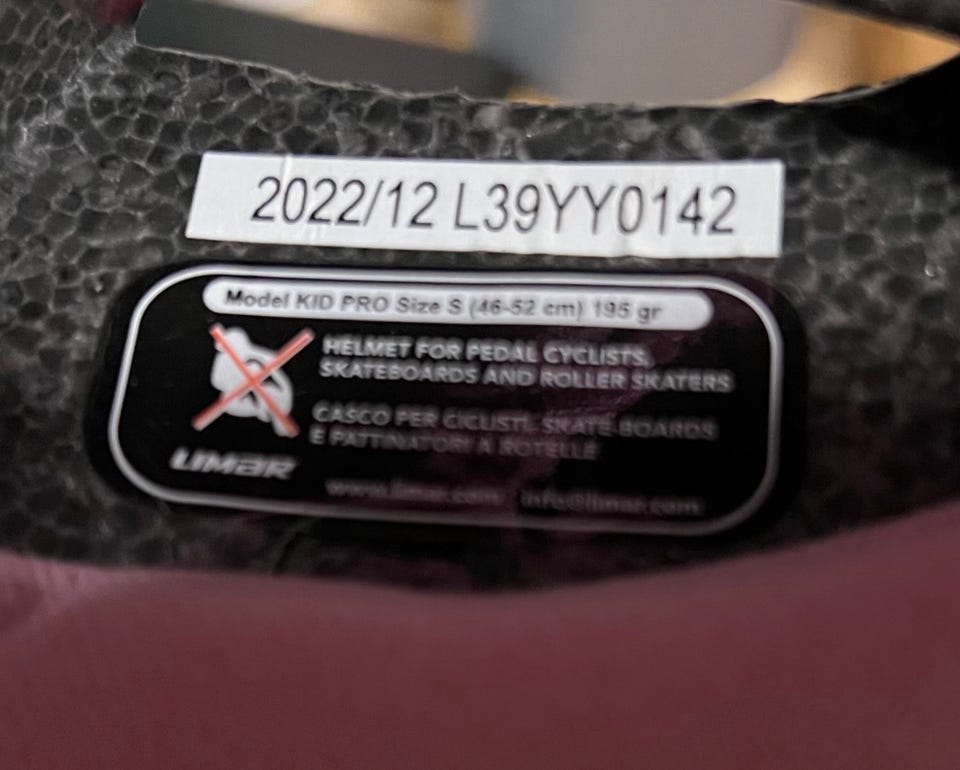 2022/12 L39YY0142
Model KID PRO Size S (46-52 cm) 195 gr
HELMET FOR PEDAL CYCLISTS,
SKATEBOARDS AND ROLLER SKATERS
CASCO PER CICLISTI, SKATE-BOARDS
E PATTINATORI A ROTELLE
LIMAR
www.limar.com info@limar.com